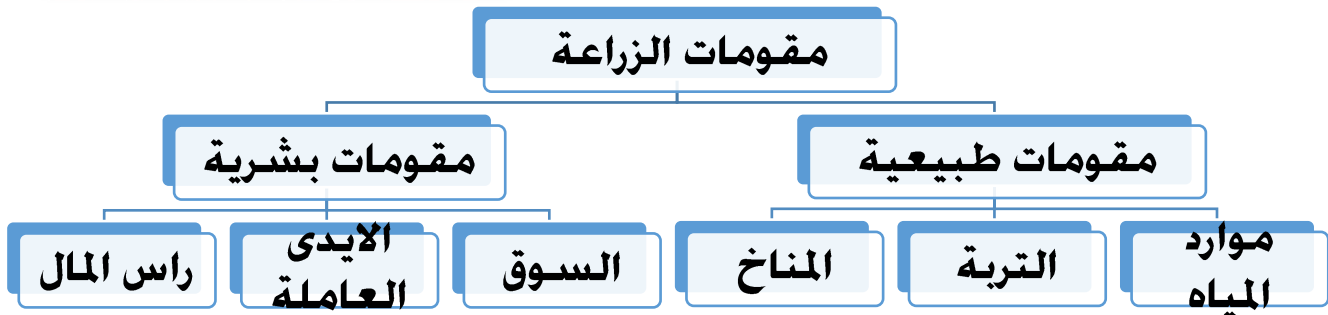 مقومات الزراعة
مقومات طبيعية
مقومات بشرية
موارد
المياه
التربة
المناخ
السوق
الايدى
العاملة
راس المال